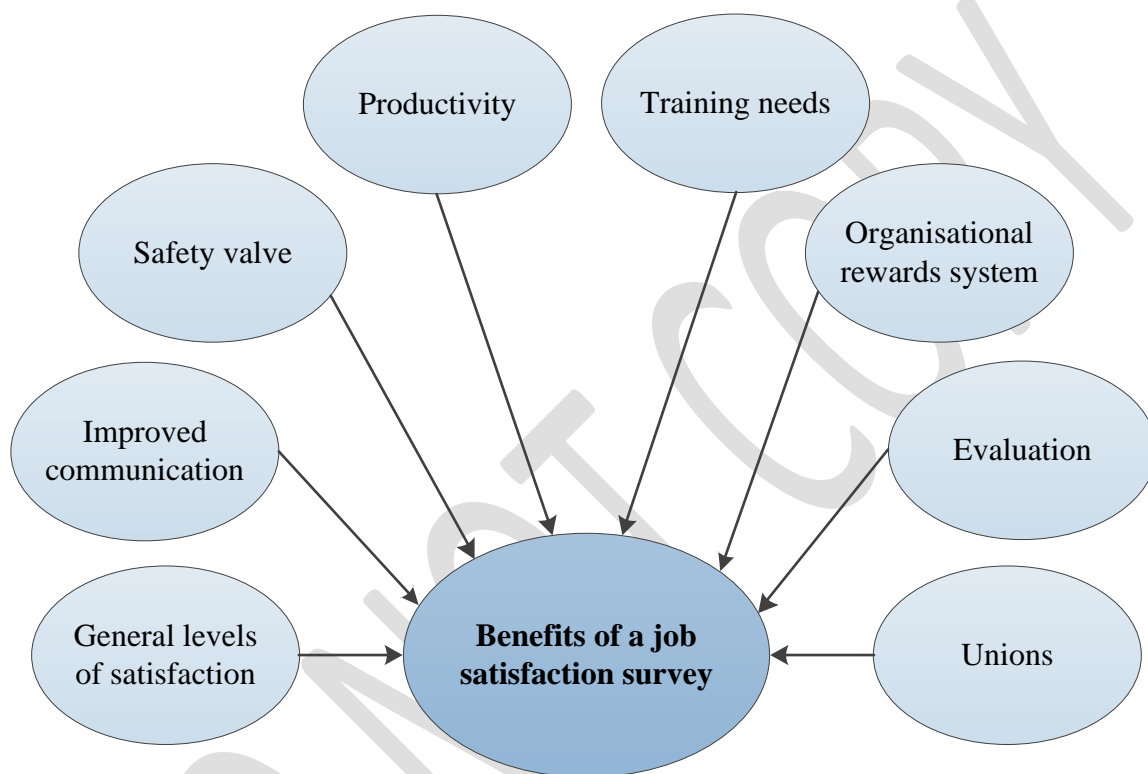 Productivity
Training needs
Safety valve
Organisational
rewards system
Improved
communication
Evaluation
General levels
of satisfaction
Benefits of a job
satisfaction survey
Unions
NOT COPY